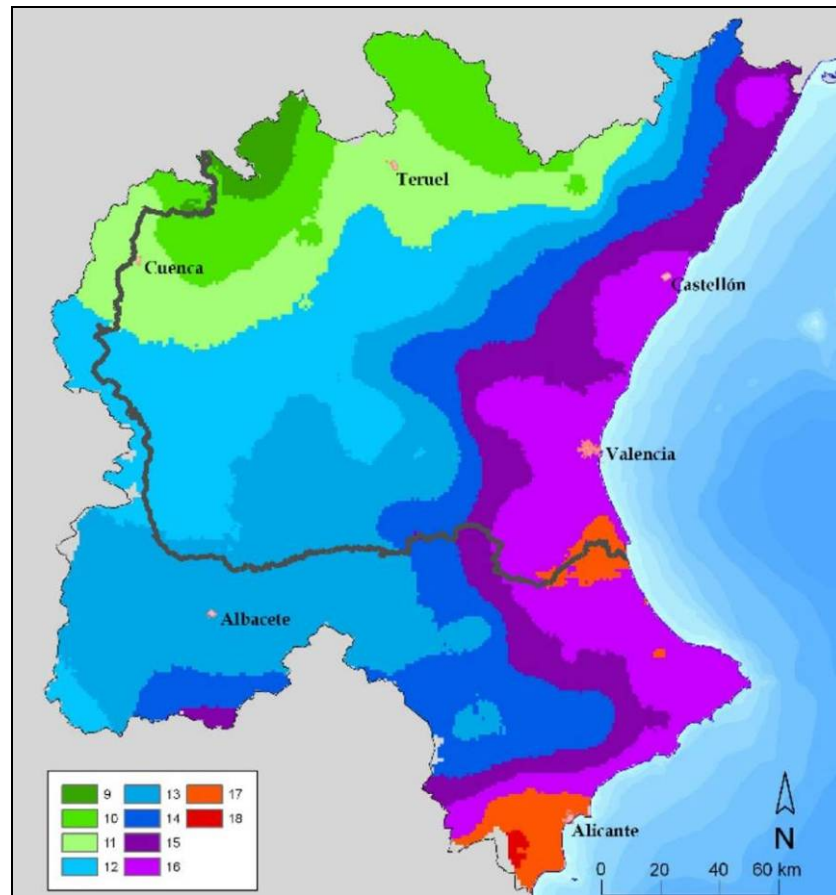 Teruel
Cuenca
Castellón
Valencia
Albacete
Alicante
9 13 17
10 14 18
11 15
12 16
N
0 20 40 60 km